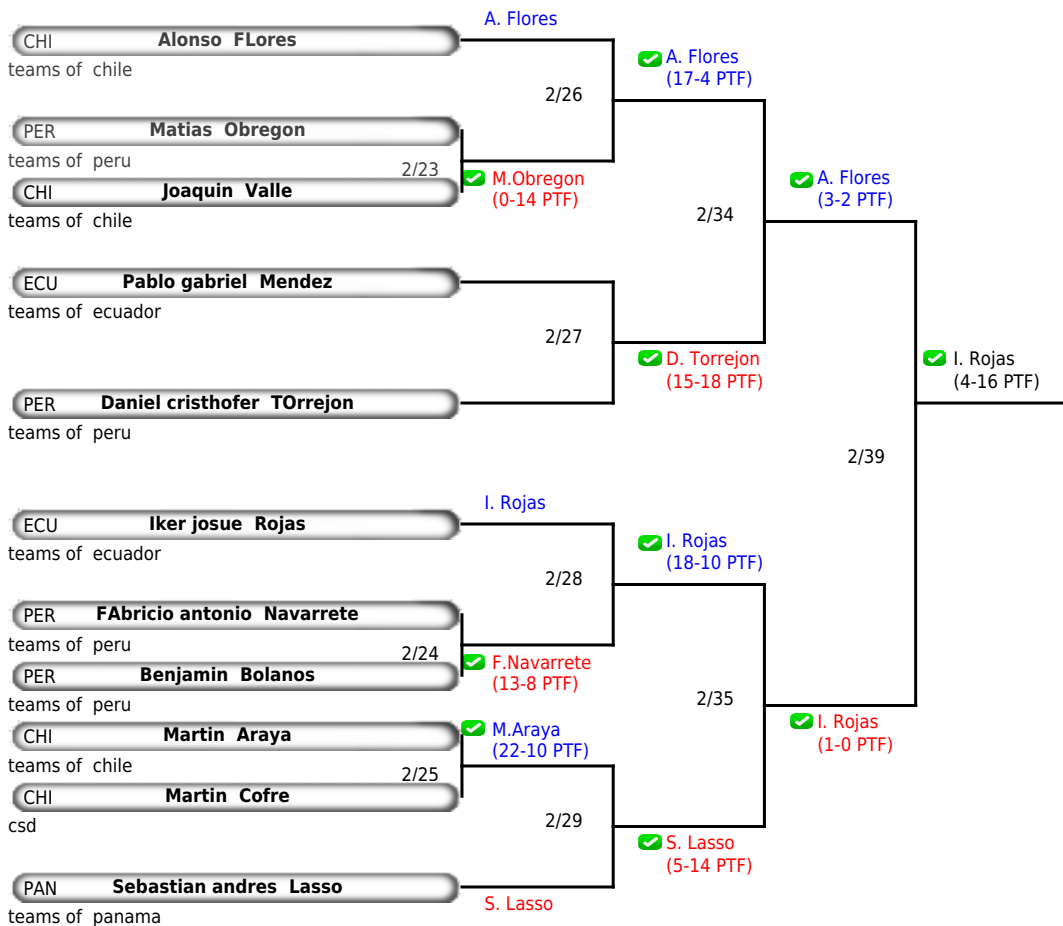 A. Flores
CHI Alonso FLores
teams of chile
A. Flores
(17-4 PTF)
2/26
PER Matias Obregon
teams of peru
2/23
M.Obregon
(0-14 PTF)
CHI Joaquin Valle
teams of chile
A. Flores
(3-2 PTF)
2/34
ECU Pablo gabriel Mendez
teams of ecuador
2/27
D. Torrejon
(15-18 PTF)
I. Rojas
(4-16 PTF)
PER Daniel cristhofer TOrrejon
teams of peru
2/39
I. Rojas
ECU Iker josue Rojas
teams of ecuador
I. Rojas
(18-10 PTF)
2/28
PER FAbricio antonio Navarrete
teams of peru
2/24
F.Navarrete
(13-8 PTF)
PER Benjamin Bolanos
teams of peru
2/35
I. Rojas
(1-0 PTF)
CHI Martin Araya
teams of chile
M.Araya
(22-10 PTF)
2/25
CHI Martin Cofre
csd
2/29
S. Lasso
(5-14 PTF)
PAN Sebastian andres Lasso
teams of panama
S. Lasso